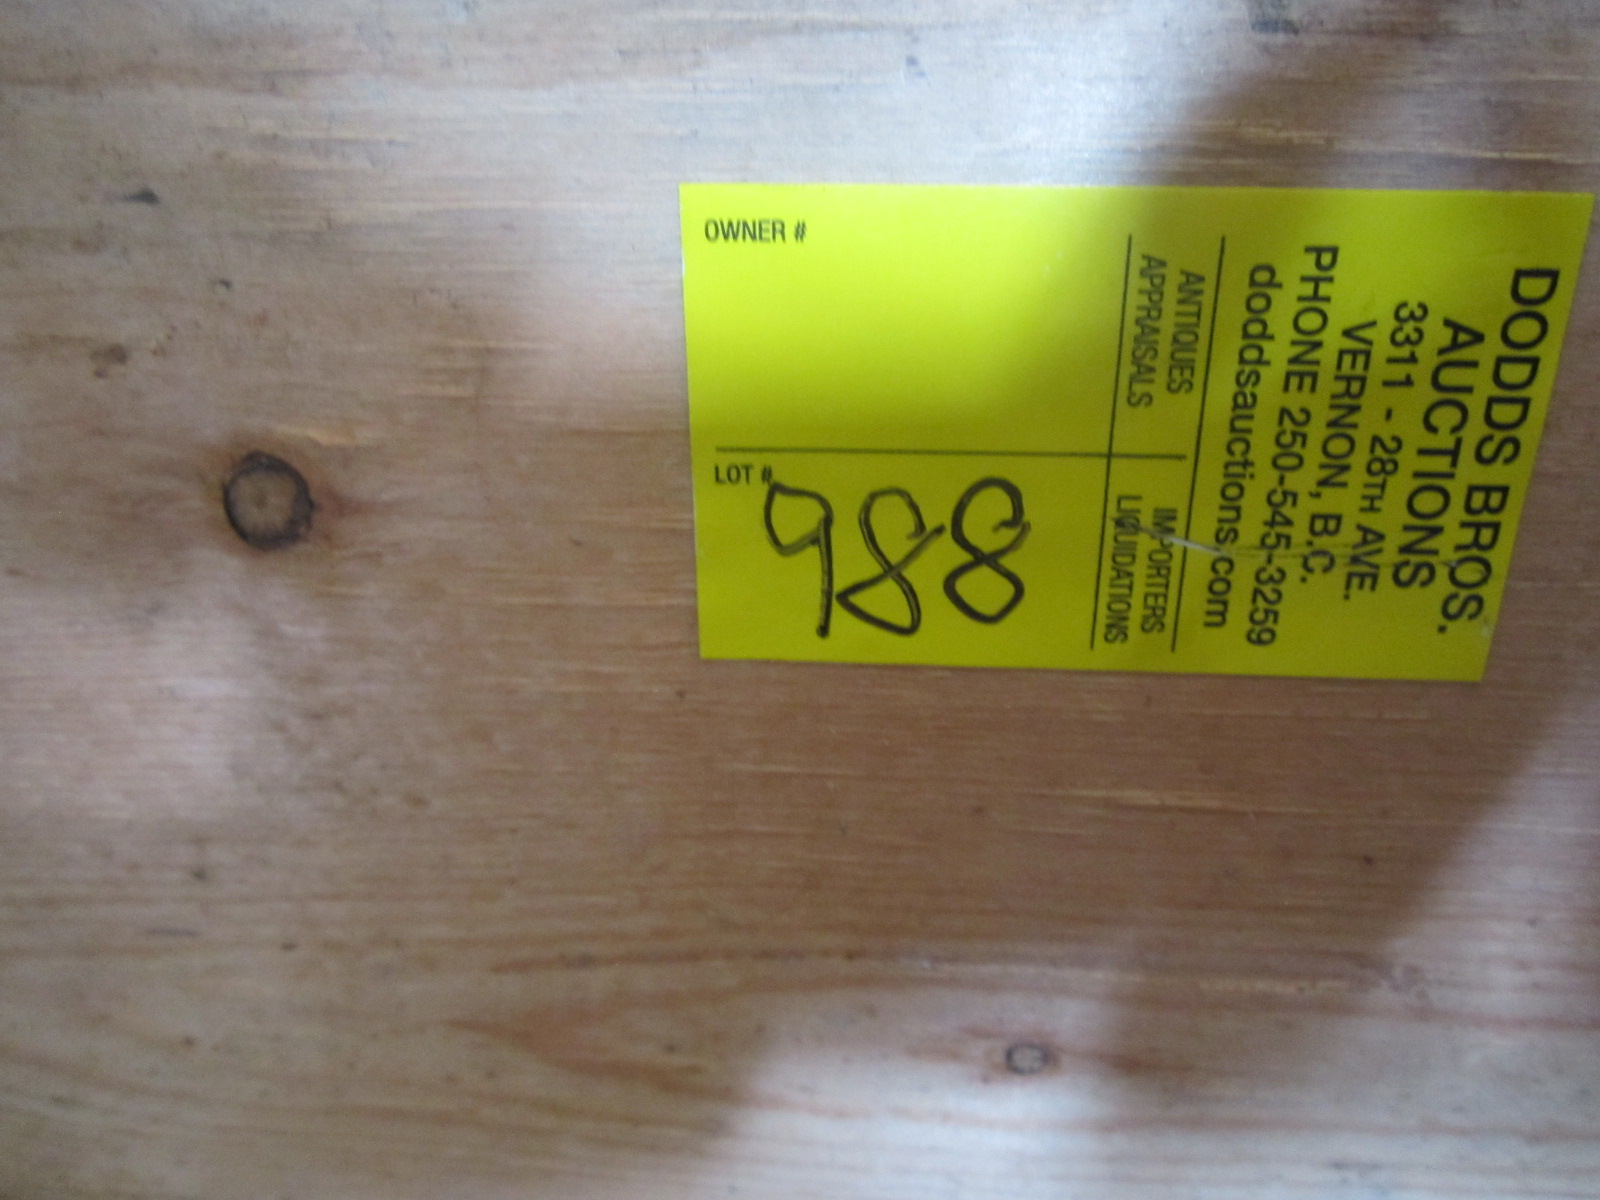 DODDS BROS.
AUCTIONS
3311 - 28TH AVE.
VERNON, B.C.
PHONE 250-545-3259
doddsauctions.com
ANTIQUES
APPRAISALS
IMPORTERS
LIQUIDATIONS
OWNER #
LOT #
988